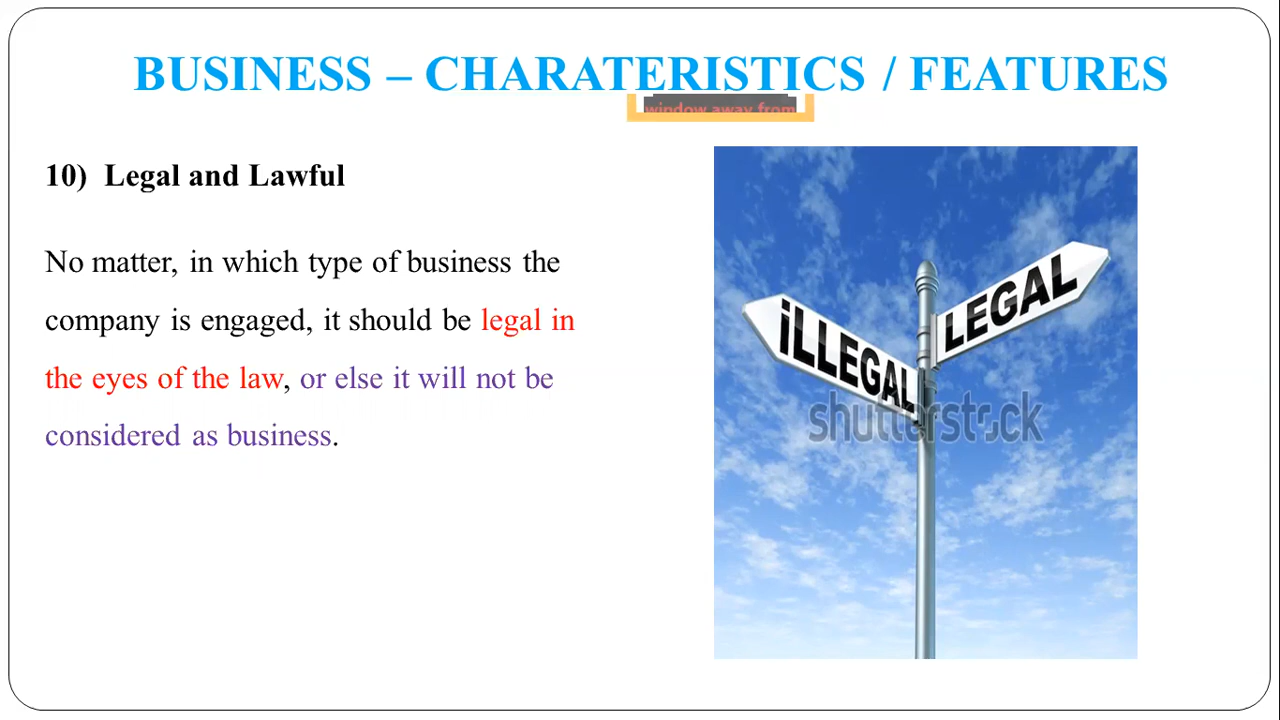 BUSINESS – CHARATERISTICS / FEATURES
window away from
10) Legal and Lawful
No matter, in which type of business the
company is engaged, it should be legal in
the eyes of the law, or else it will not be
considered as business.
iLLEGAL
LEGAL
shutterstock